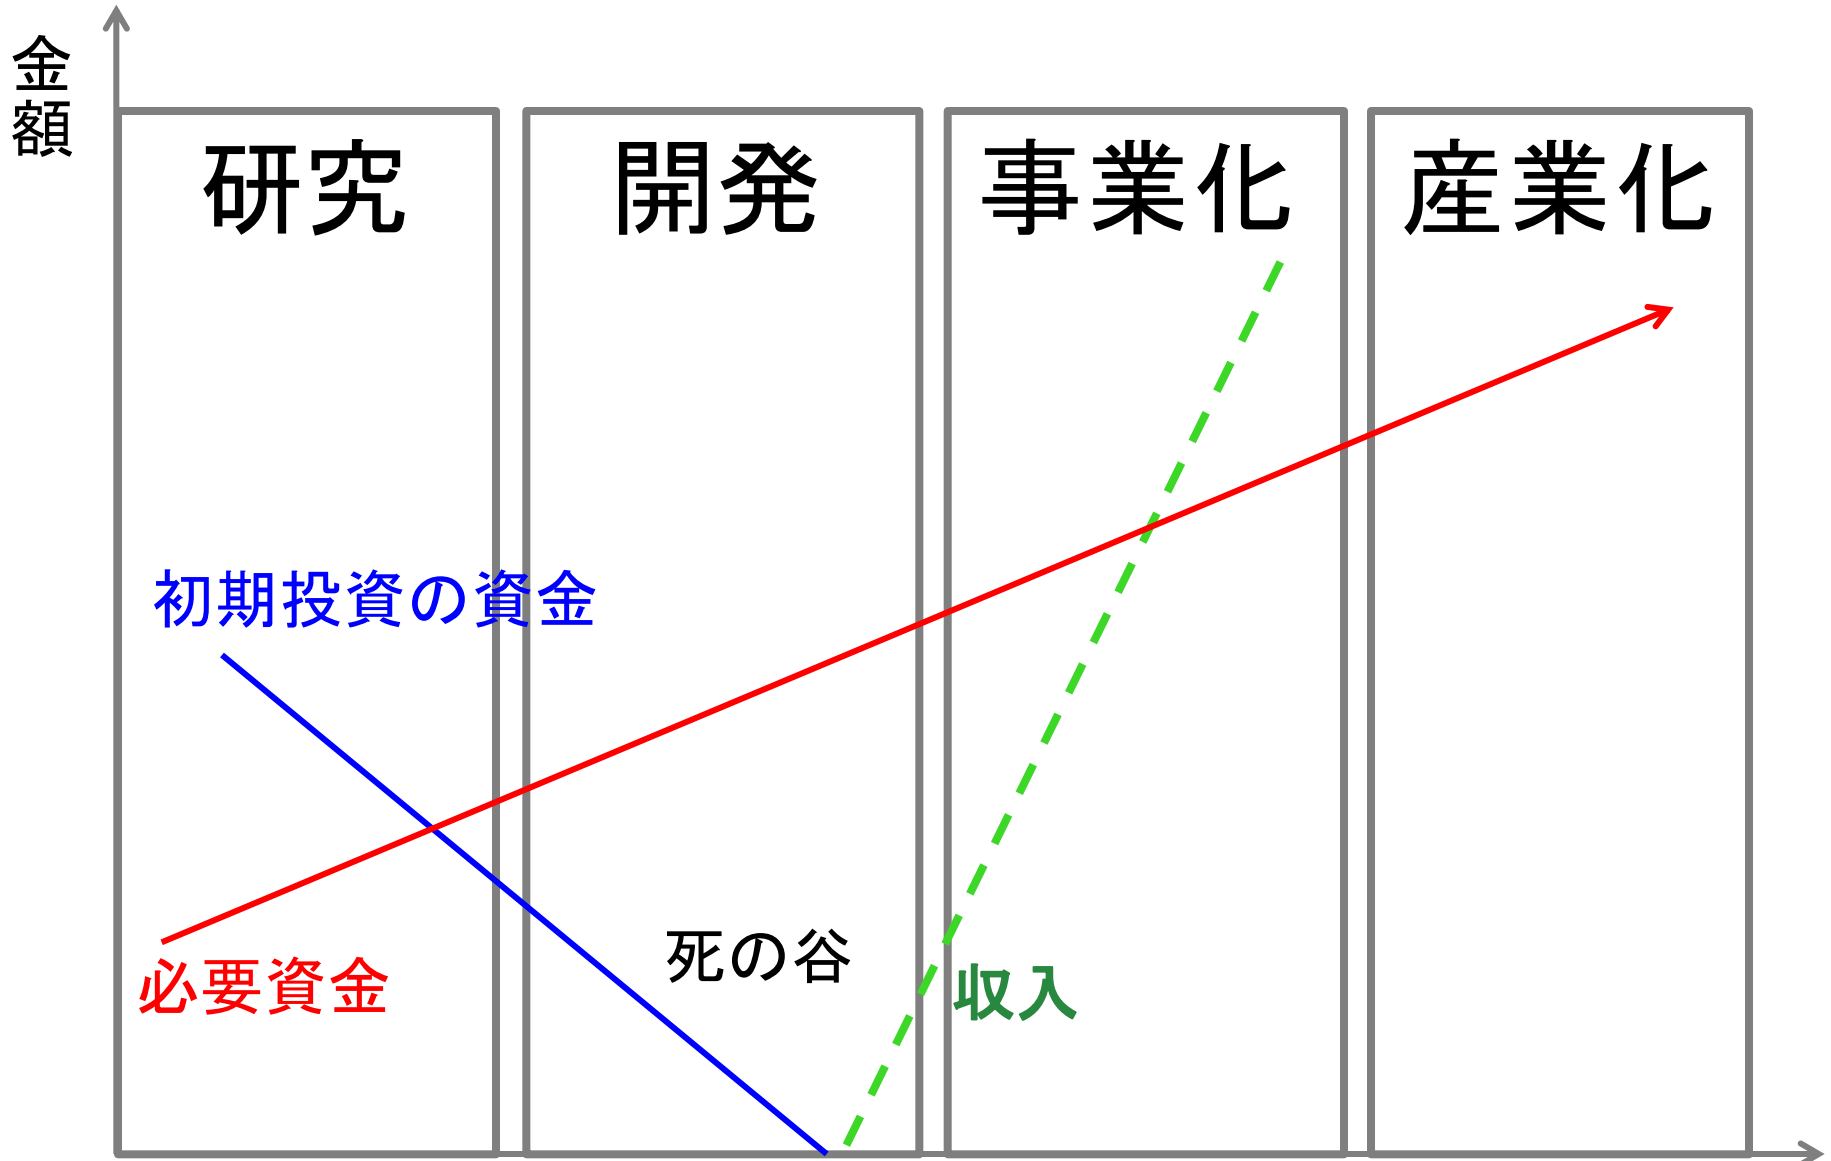 金額
研究
開発
事業化
産業化
初期投資の資金
死の谷
必要資金
収入